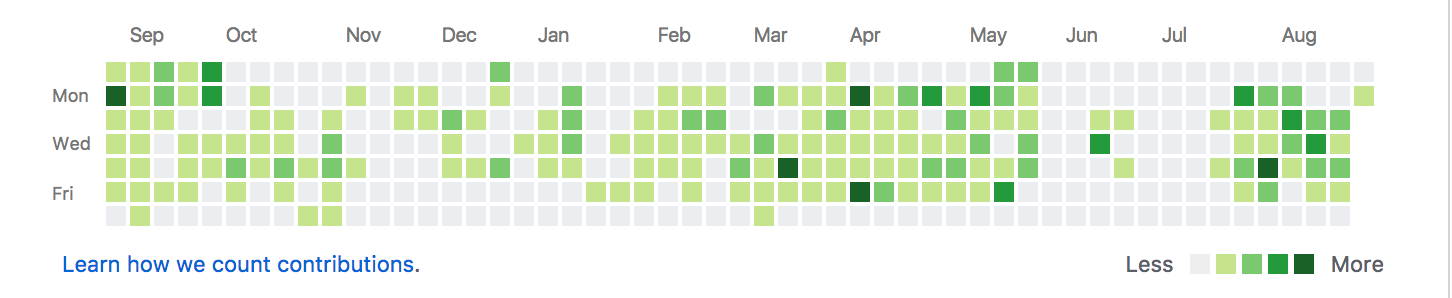 Sep Oct Nov Dec Jan Feb Mar Apr May Jun Jul Aug
Mon
Wed
Fri
Learn how we count contributions. Less More